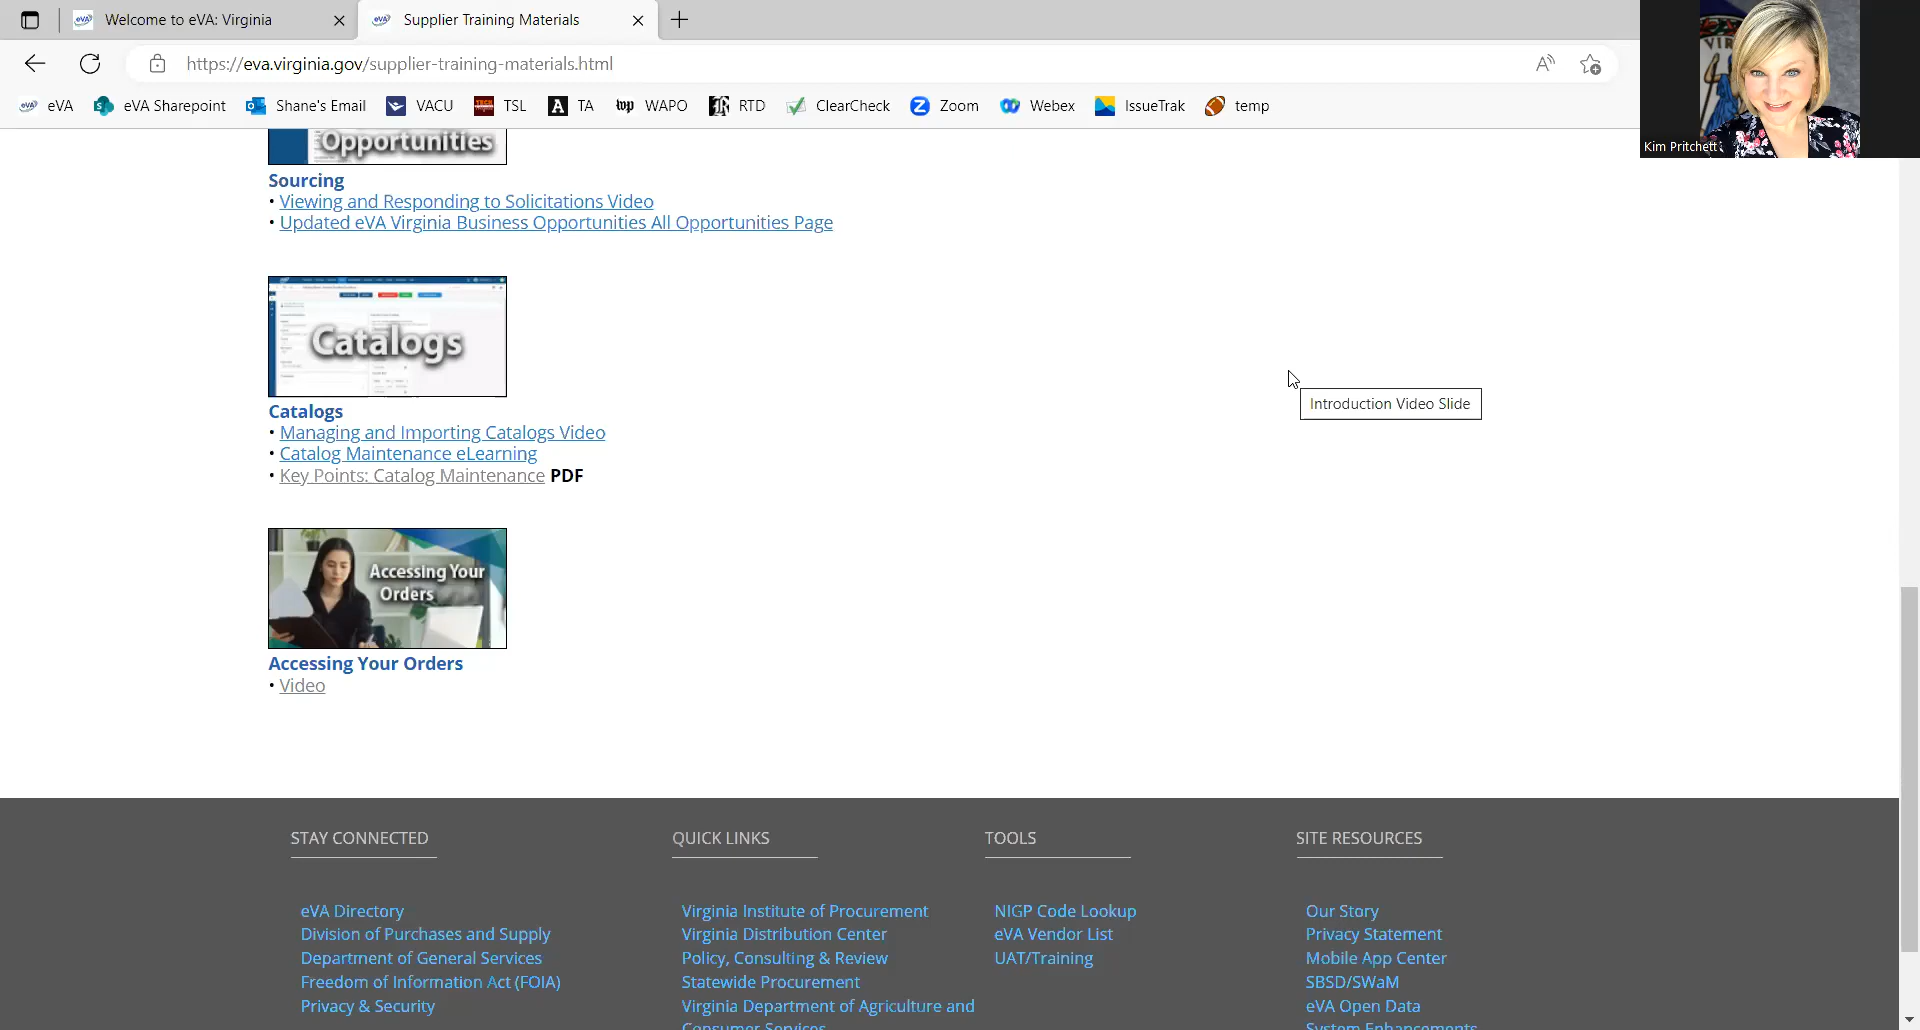 Welcome to eVA: Virginia
Supplier Training Materials
https://eva.virginia.gov/supplier-training-materials.html
eVA
eVA Sharepoint
Shane's Email
VACU
TSL
TA
WAPO
RTD
ClearCheck
Zoom
Webex
IssueTrak
temp
Kim Pritchett
Opportunities
Sourcing
• Viewing and Responding to Solicitations Video
• Updated eVA Virginia Business Opportunities All Opportunities Page
Catalogs
Introduction Video Slide
Catalogs
• Managing and Importing Catalogs Video
• Catalog Maintenance eLearning
• Key Points: Catalog Maintenance PDF
Accessing Your
Orders
Accessing Your Orders
• Video
STAY CONNECTED
eVA Directory
Division of Purchases and Supply
Department of General Services
Freedom of Information Act (FOIA)
Privacy & Security
QUICK LINKS
Virginia Institute of Procurement
Virginia Distribution Center
Policy, Consulting & Review
Statewide Procurement
Virginia Department of Agriculture and
Consumer Services
TOOLS
NIGP Code Lookup
eVA Vendor List
UAT/Training
SITE RESOURCES
Our Story
Privacy Statement
Mobile App Center
SBSD/SWaM
eVA Open Data
System Enhancements